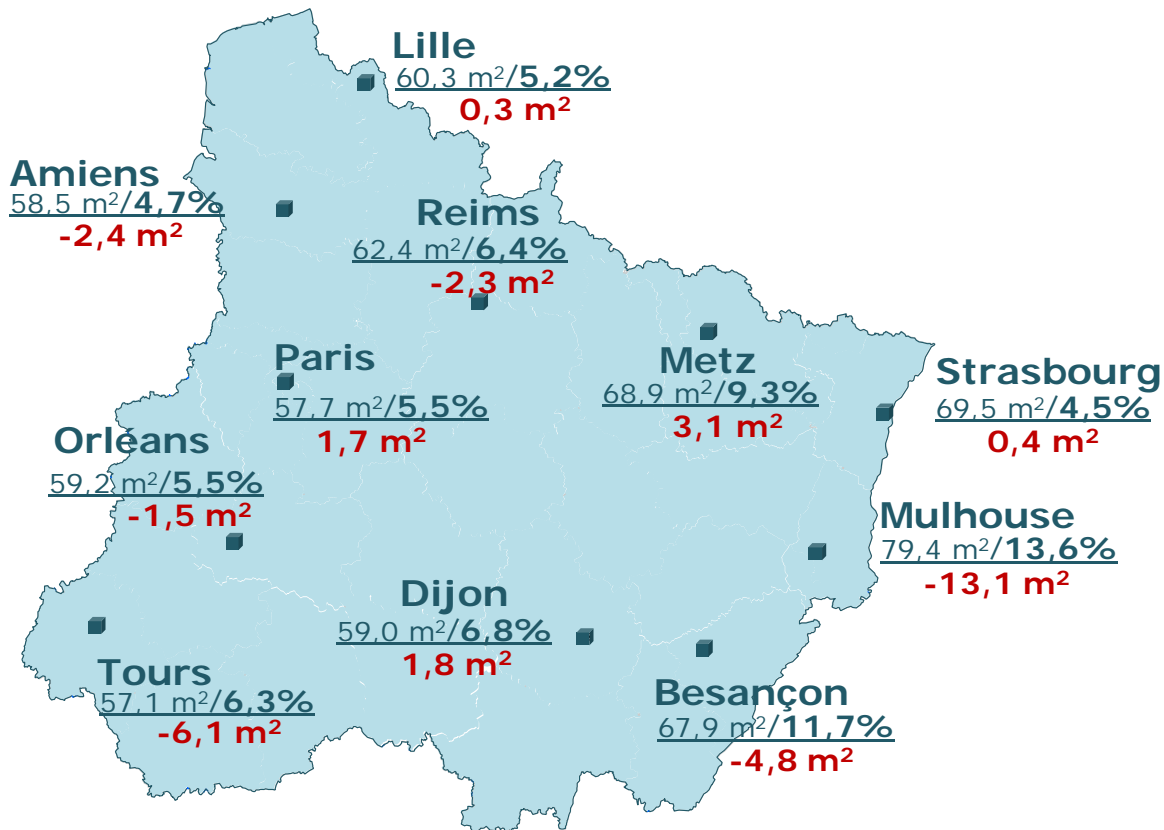 Lille
60,3 m²/5,2%
0,3 m²
Amiens
58,5 m²/4,7%
-2,4 m²
Reims
62,4 m²/6,4%
-2,3 m²
Paris
57,7 m²/5,5%
1,7 m²
Metz
68,9 m²/9,3%
3,1 m²
Strasbourg
69,5 m²/4,5%
0,4 m²
Orléans
59,2 m²/5,5%
-1,5 m²
Mulhouse
79,4 m²/13,6%
-13,1 m²
Dijon
59,0 m²/6,8%
1,8 m²
Tours
57,1 m²/6,3%
-6,1 m²
Besançon
67,9 m²/11,7%
-4,8 m²